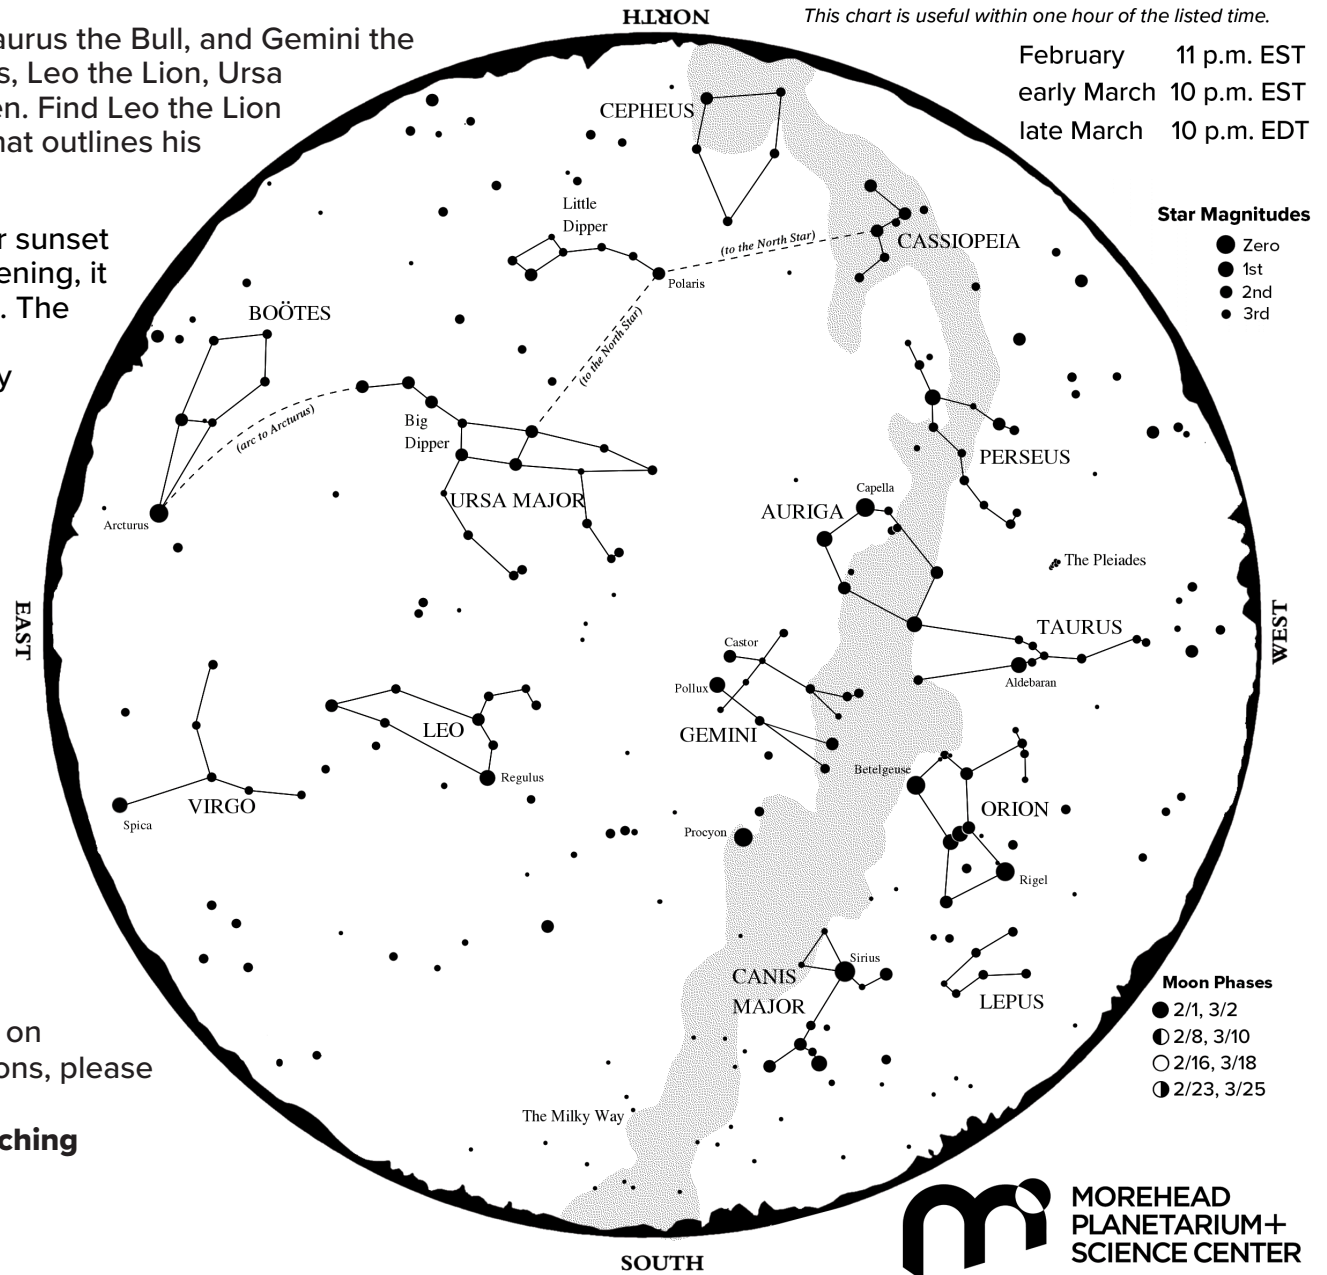 NORTH
This chart is useful within one hour of the listed time.
February 11 p.m. EST
early March 10 p.m. EST
late March 10 p.m. EDT
aurus the Bull, and Gemini the
s, Leo the Lion, Ursa
en. Find Leo the Lion
hat outlines his
r sunset
ening, it
. The
y
Star Magnitudes
Zero
1st
2nd
3rd
CEPHEUS
Little
Dipper
(to the North Star)
CASSIOPEIA
Polaris
BOÖTES
(to the North Star)
(arc to Arcturus)
Big
Dipper
PERSEUS
URSA MAJOR
Capella
AURIGA
Arcturus
The Pleiades
EAST
WEST
TAURUS
Castor
Aldebaran
Pollux
LEO
GEMINI
Betelgeuse
Regulus
VIRGO
ORION
Spica
Procyon
Rigel
Sirius
CANIS
MAJOR
LEPUS
Moon Phases
2/1, 3/2
2/8, 3/10
2/16, 3/18
2/23, 3/25
on
ons, please
ching
The Milky Way
SOUTH
MOREHEAD
PLANETARIUM+
SCIENCE CENTER